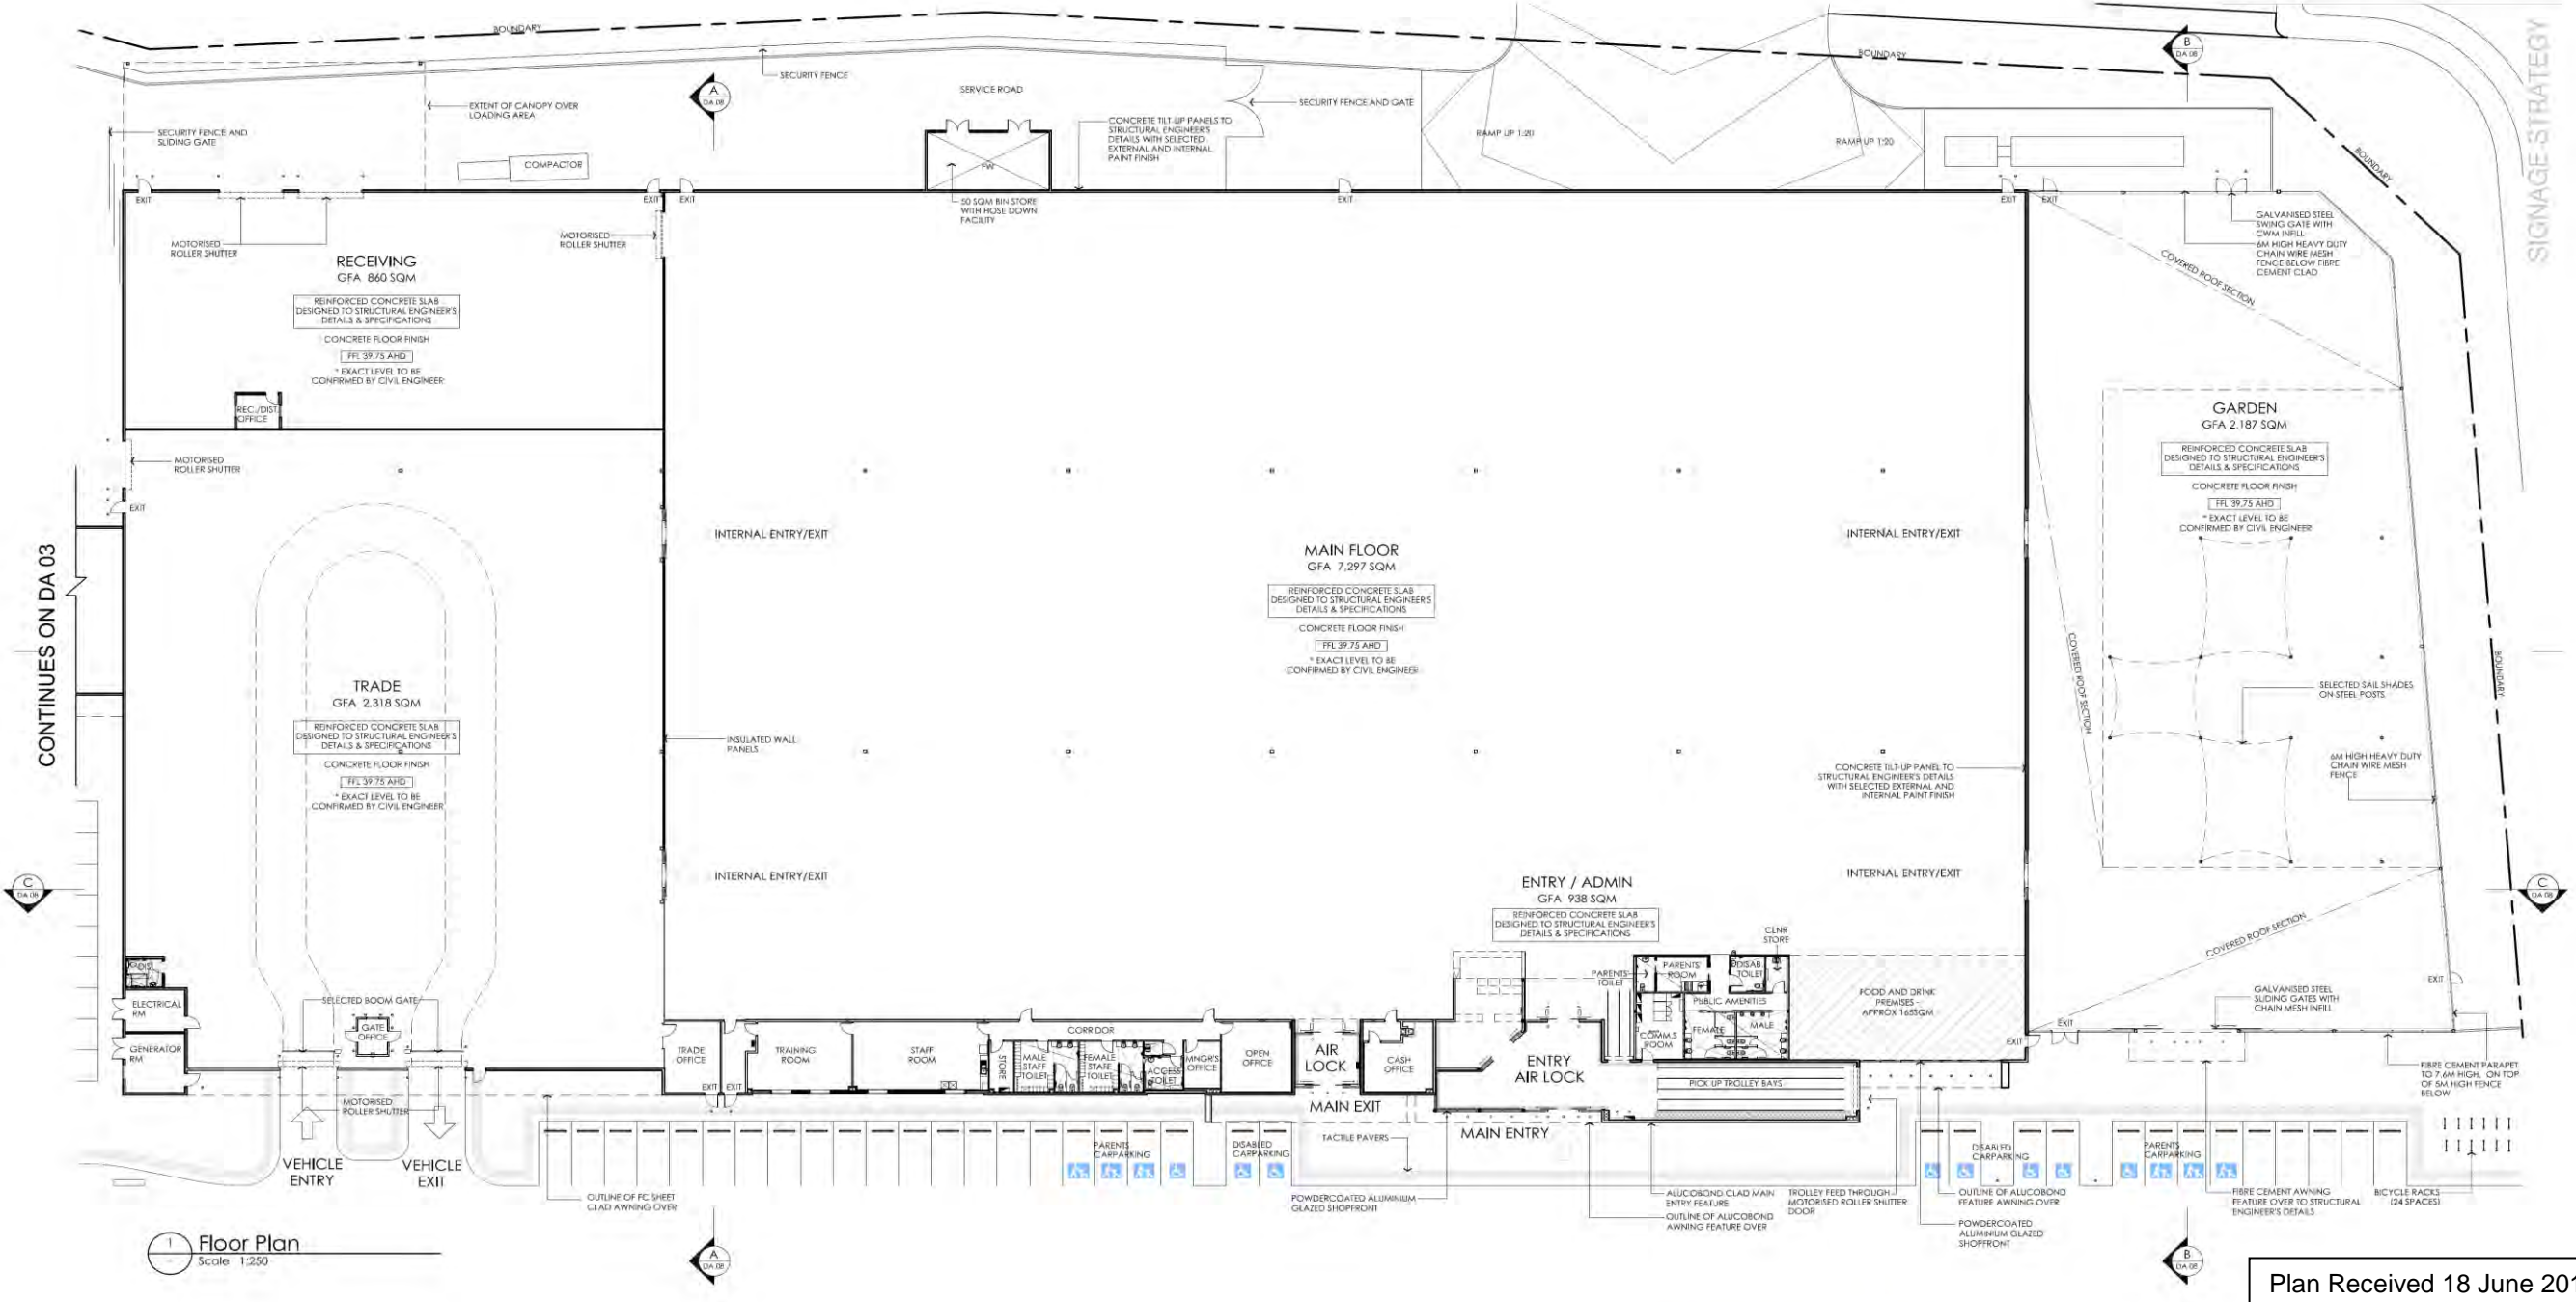 BOUNDARY
SECURITY FENCE
EXTENT OF CANOPY OVER
LOADING AREA
SECURITY FENCE AND
SLIDING GATE
COMPACTOR
A
DA 08
SERVICE ROAD
CONCRETE TILT-UP PANELS TO
STRUCTURAL ENGINEER'S
DETAILS WITH SELECTED
EXTERNAL AND INTERNAL
PAINT FINISH
SECURITY FENCE AND GATE
RAMP UP 1:20
RAMP UP 1:20
BOUNDARY
B
DA 08
BOUNDARY
SIGNAGE STRATEGY
FW
50 SQM BIN STORE
WITH HOSE DOWN
FACILITY
EXIT
EXIT
EXIT
EXIT
EXIT
EXIT
MOTORISED
ROLLER SHUTTER
MOTORISED
ROLLER SHUTTER
GALVANISED STEEL
SWING GATE WITH
CWM INFILL
6M HIGH HEAVY DUTY
CHAIN WIRE MESH
FENCE BELOW FIBRE
CEMENT CLAD
COVERED ROOF SECTION
RECEIVING
GFA 860 SQM
REINFORCED CONCRETE SLAB
DESIGNED TO STRUCTURAL ENGINEER'S
DETAILS & SPECIFICATIONS
CONCRETE FLOOR FINISH
FFL 39.75 AHD
* EXACT LEVEL TO BE
CONFIRMED BY CIVIL ENGINEER
REC./DIST.
OFFICE
MOTORISED
ROLLER SHUTTER
EXIT
CONTINUES ON DA 03
GARDEN
GFA 2,187 SQM
REINFORCED CONCRETE SLAB
DESIGNED TO STRUCTURAL ENGINEER'S
DETAILS & SPECIFICATIONS
CONCRETE FLOOR FINISH
FFL 39.75 AHD
* EXACT LEVEL TO BE
CONFIRMED BY CIVIL ENGINEER
INTERNAL ENTRY/EXIT
INTERNAL ENTRY/EXIT
MAIN FLOOR
GFA 7,297 SQM
REINFORCED CONCRETE SLAB
DESIGNED TO STRUCTURAL ENGINEER'S
DETAILS & SPECIFICATIONS
CONCRETE FLOOR FINISH
FFL 39.75 AHD
* EXACT LEVEL TO BE
CONFIRMED BY CIVIL ENGINEER
TRADE
GFA 2,318 SQM
REINFORCED CONCRETE SLAB
DESIGNED TO STRUCTURAL ENGINEER'S
DETAILS & SPECIFICATIONS
CONCRETE FLOOR FINISH
FFL 39.75 AHD
* EXACT LEVEL TO BE
CONFIRMED BY CIVIL ENGINEER
COVERED ROOF SECTION
BOUNDARY
SELECTED SAIL SHADES
ON STEEL POSTS
INSULATED WALL
PANELS
CONCRETE TILT-UP PANEL TO
STRUCTURAL ENGINEER'S DETAILS
WITH SELECTED EXTERNAL AND
INTERNAL PAINT FINISH
6M HIGH HEAVY DUTY
CHAIN WIRE MESH
FENCE
C
DA 08
C
DA 08
INTERNAL ENTRY/EXIT
INTERNAL ENTRY/EXIT
ENTRY / ADMIN
GFA 938 SQM
REINFORCED CONCRETE SLAB
DESIGNED TO STRUCTURAL ENGINEER'S
DETAILS & SPECIFICATIONS
CLNR
STORE
COVERED ROOF SECTION
PARENTS'
TOILET
PARENTS'
ROOM
DISAB.
TOILET
PUBLIC AMENITIES
COMMS
ROOM
FEMALE
MALE
FOOD AND DRINK
PREMISES -
APPROX 165SQM
EXIT
GALVANISED STEEL
SLIDING GATES WITH
CHAIN MESH INFILL
EXIT
EXIT
ELECTRICAL
RM
GENERATOR
RM
SELECTED BOOM GATE
GATE
OFFICE
TRADE
OFFICE
EXIT
EXIT
TRAINING
ROOM
STAFF
ROOM
CORRIDOR
STORE
MALE
STAFF
TOILET
FEMALE
STAFF
TOILET
ACCESS
TOILET
MNGR'S
OFFICE
OPEN
OFFICE
AIR
LOCK
CASH
OFFICE
ENTRY
AIR LOCK
PICK UP TROLLEY BAYS
FIBRE CEMENT PARAPET
TO 7.6M HIGH, ON TOP
OF 5M HIGH FENCE
BELOW
MOTORISED
ROLLER SHUTTER
MAIN EXIT
MAIN ENTRY
TACTILE PAVERS
VEHICLE
ENTRY
VEHICLE
EXIT
PARENTS
CARPARKING
DISABLED
CARPARKING
DISABLED
CARPARKING
PARENTS
CARPARKING
OUTLINE OF FC SHEET
CLAD AWNING OVER
POWDERCOATED ALUMINIUM
GLAZED SHOPFRONT
ALUCOBOND CLAD MAIN
ENTRY FEATURE
OUTLINE OF ALUCOBOND
AWNING FEATURE OVER
TROLLEY FEED THROUGH
MOTORISED ROLLER SHUTTER
DOOR
OUTLINE OF ALUCOBOND
FEATURE AWNING OVER
POWDERCOATED
ALUMINIUM GLAZED
SHOPFRONT
FIBRE CEMENT AWNING
FEATURE OVER TO STRUCTURAL
ENGINEER'S DETAILS
BICYCLE RACKS
(24 SPACES)
1
Floor Plan
Scale 1:250
A
DA 08
B
DA 08
Plan Received 18 June 201